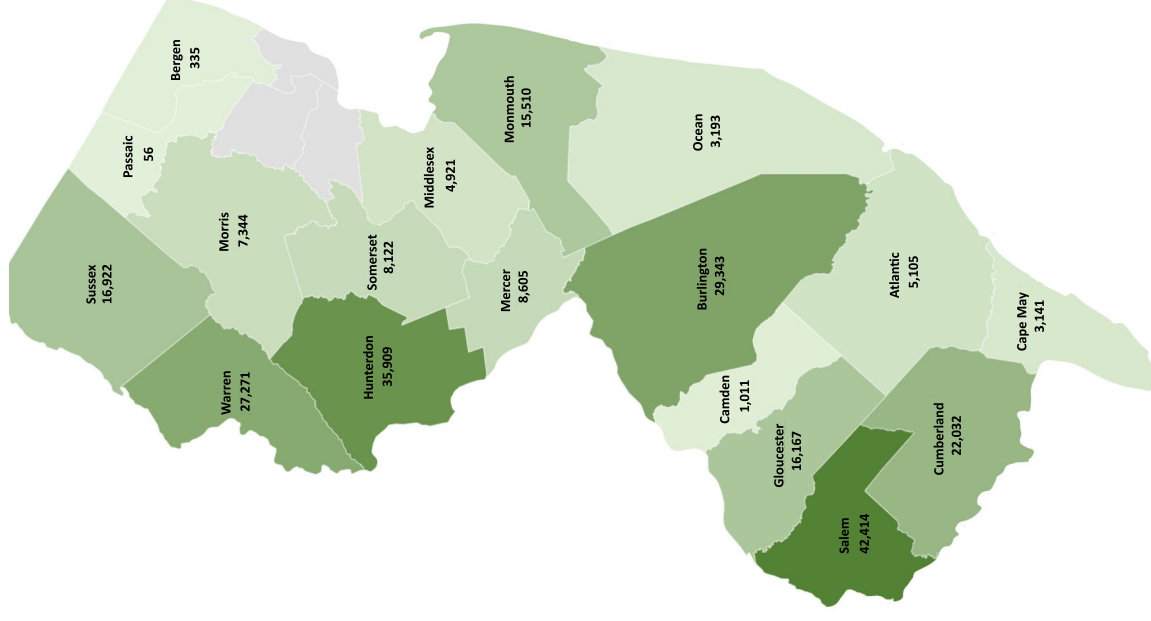 Bergen
335
Passaic
56
Sussex
16,922
Morris
7,344
Warren
27,271
Hunterdon
35,909
Somerset
8,122
Middlesex
4,921
Mercer
8,605
Monmouth
15,510
Ocean
3,193
Burlington
29,343
Camden
1,011
Gloucester
16,167
Salem
42,414
Atlantic
5,105
Cumberland
22,032
Cape May
3,141